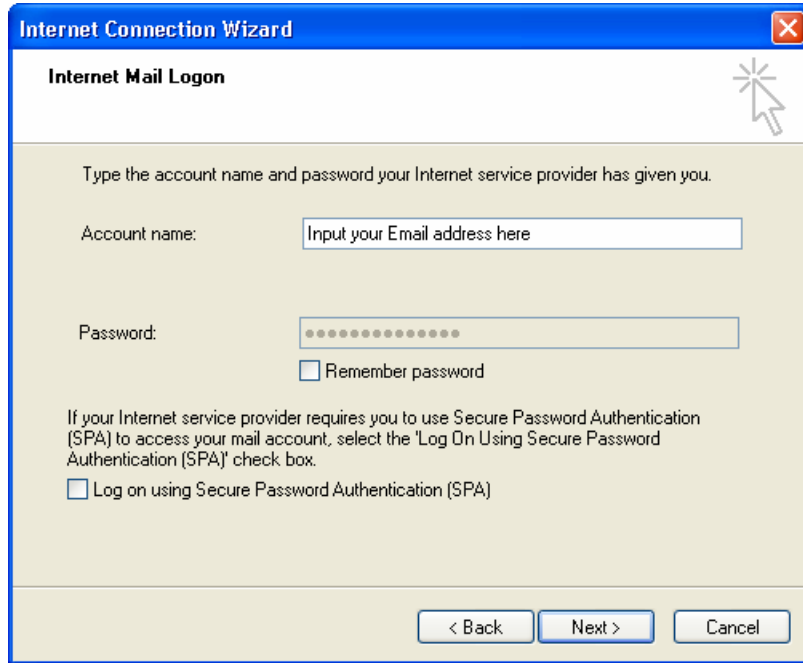 Internet Connection Wizard
Internet Mail Logon
Type the account name and password your Internet service provider has given you.
Account name: Input your Email address here
Password: ••••••••••••••
Remember password
If your Internet service provider requires you to use Secure Password Authentication
(SPA) to access your mail account, select the 'Log On Using Secure Password
Authentication (SPA)' check box.
Log on using Secure Password Authentication (SPA)
< Back Next > Cancel